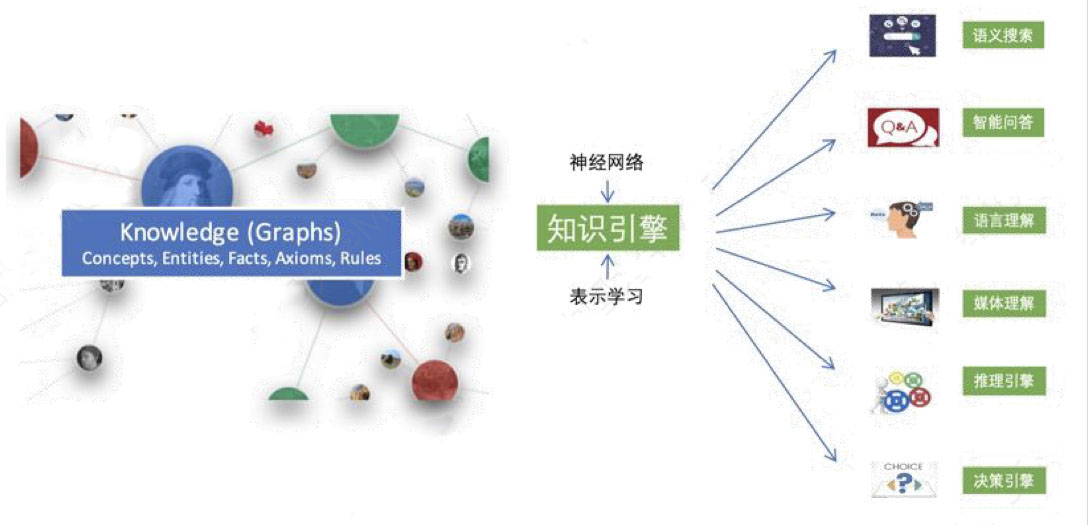 Knowledge (Graphs)
Concepts, Entities, Facts, Axioms, Rules
神经网络
知识引擎
表示学习
语义搜索
Q&A
智能问答
语言理解
媒体理解
推理引擎
CHOICE
?
决策引擎